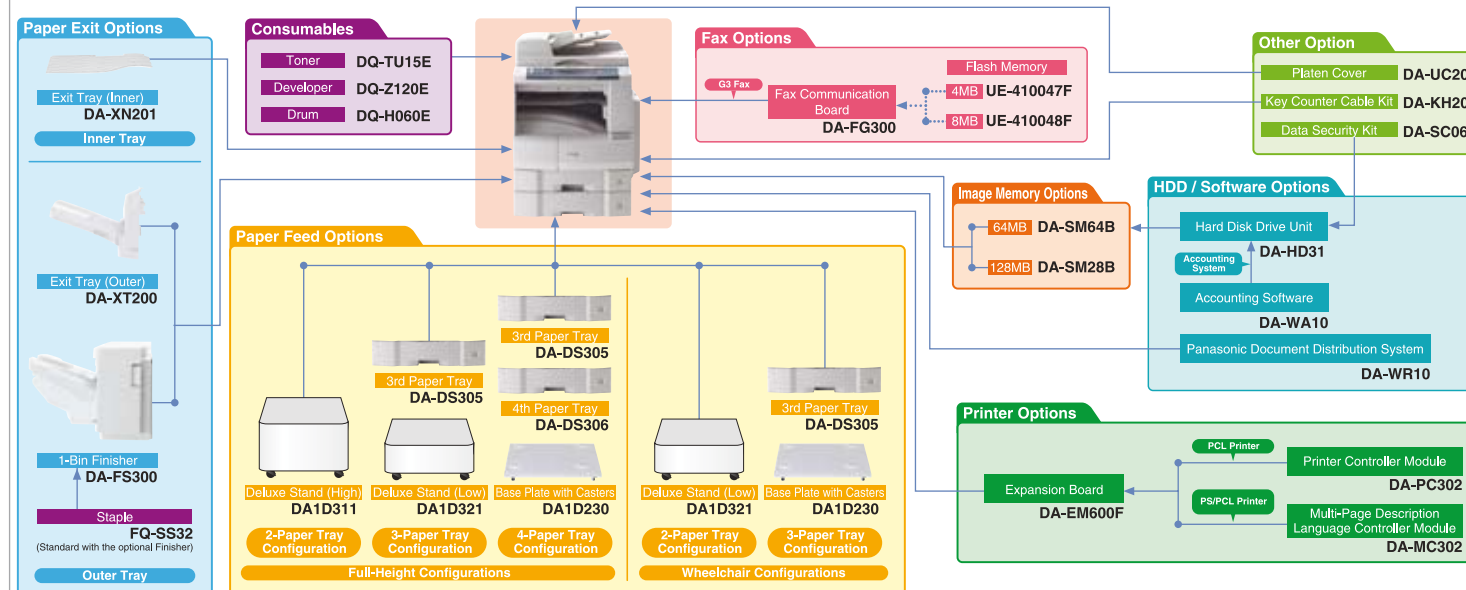 Paper Exit Options
Exit Tray (Inner)
DA-XN201
Inner Tray
Exit Tray (Outer)
DA-XT200
1-Bin Finisher
DA-FS300
Staple
FQ-SS32
(Standard with the optional Finisher)
Outer Tray
Consumables
Toner DQ-TU15E
Developer DQ-Z120E
Drum DQ-H060E
Fax Options
Flash Memory
G3 Fax
4MB UE-410047F
Fax Communication
Board
DA-FG300
8MB UE-410048F
Other Option
Platen Cover DA-UC20
Key Counter Cable Kit DA-KH20
Data Security Kit DA-SC06
Image Memory Options
64MB DA-SM64B
128MB DA-SM28B
HDD / Software Options
Hard Disk Drive Unit
DA-HD31
Accounting
System
Accounting Software
DA-WA10
Panasonic Document Distribution System
DA-WR10
Paper Feed Options
3rd Paper Tray
DA-DS305
3rd Paper Tray
DA-DS305
4th Paper Tray
DA-DS306
3rd Paper Tray
DA-DS305
Deluxe Stand (High)
DA1D311
Deluxe Stand (Low)
DA1D321
Base Plate with Casters
DA1D230
Deluxe Stand (Low)
DA1D321
Base Plate with Casters
DA1D230
2-Paper Tray
Configuration
3-Paper Tray
Configuration
4-Paper Tray
Configuration
2-Paper Tray
Configuration
3-Paper Tray
Configuration
Full-Height Configurations
Wheelchair Configurations
Printer Options
PCL Printer
Printer Controller Module
DA-PC302
Expansion Board
DA-EM600F
PS/PCL Printer
Multi-Page Description
Language Controller Module
DA-MC302